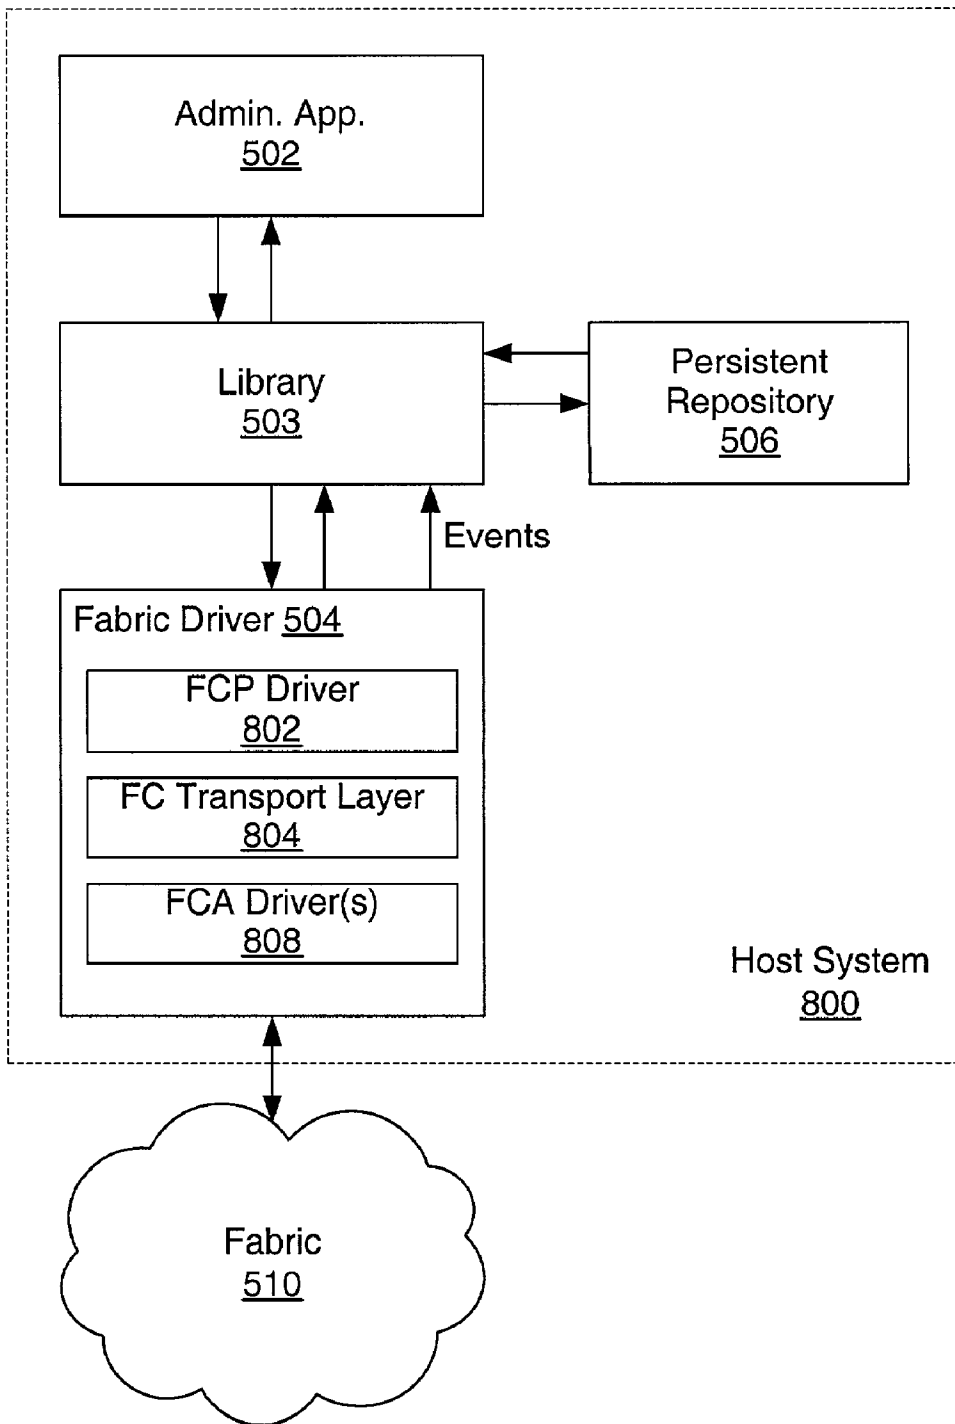 Admin. App.
502
Library
503
Persistent
Repository
506
Events
Fabric Driver 504
FCP Driver
802
FC Transport Layer
804
FCA Driver(s)
808
Host System
800
Fabric
510